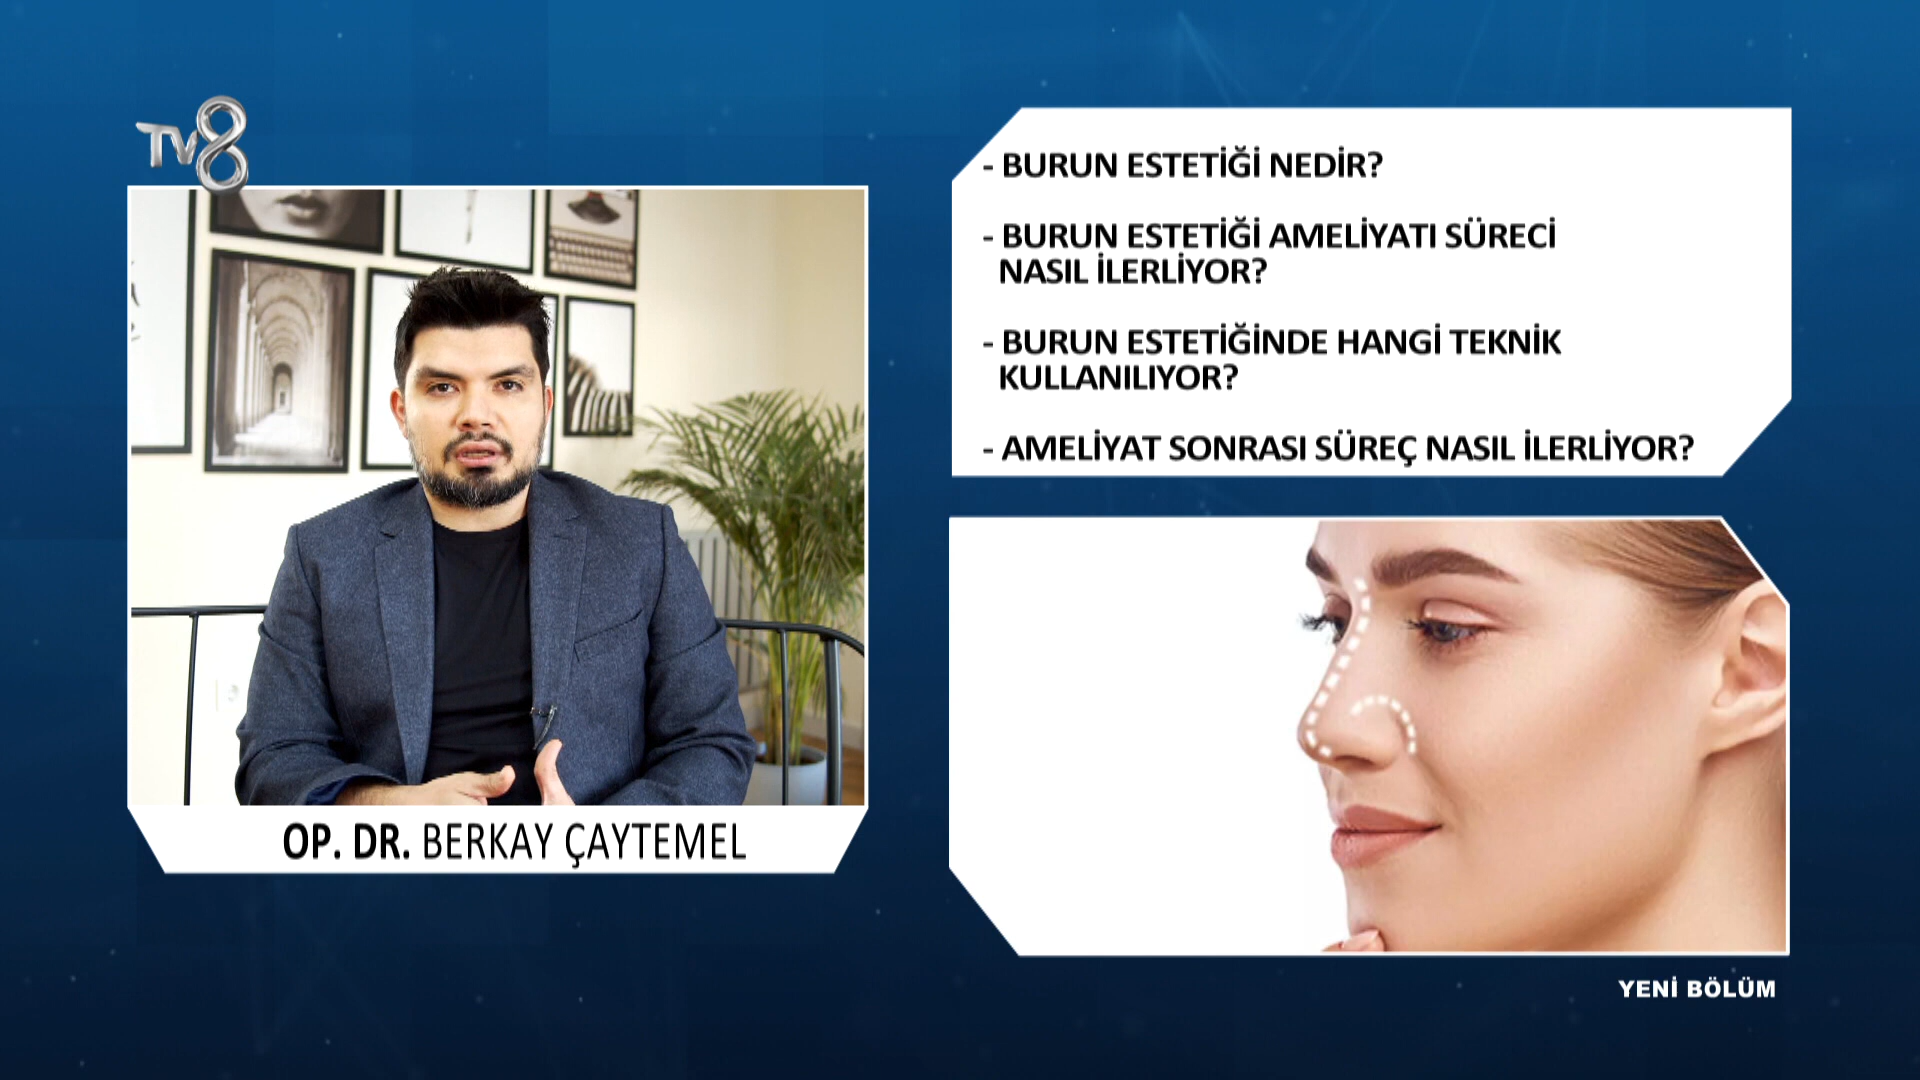 TV8
- BURUN ESTETİĞİ NEDİR?
- BURUN ESTETİĞİ AMELİYATI SÜRECİ
NASIL İLERLİYOR?
- BURUN ESTETİĞİNDE HANGİ TEKNİK
KULLANILIYOR?
- AMELİYAT SONRASI SÜREÇ NASIL İLERLİYOR?
OP. DR. BERKAY ÇAYTEMEL
YENİ BÖLÜM